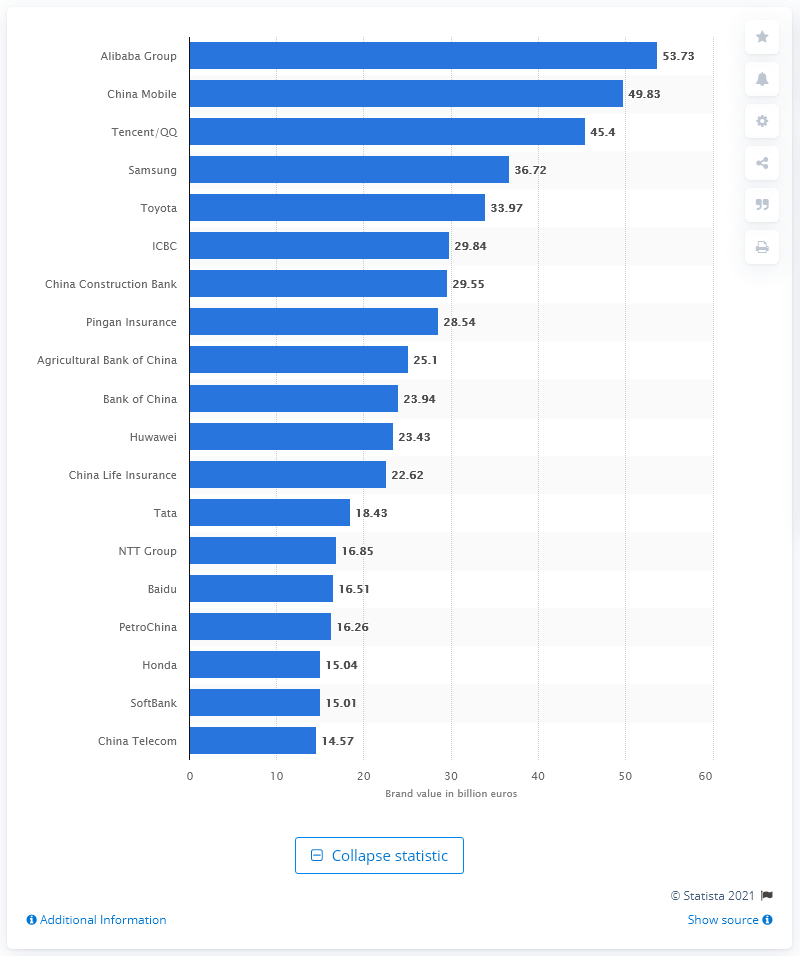 Alibaba Group 53.73
China Mobile 49.83
Tencent/QQ 45.4
Samsung 36.72
Toyota 33.97
ICBC 29.84
China Construction Bank 29.55
Pingan Insurance 28.54
Agricultural Bank of China 25.1
Bank of China 23.94
Huwawei 23.43
China Life Insurance 22.62
Tata 18.43
NTT Group 16.85
Baidu 16.51
PetroChina 16.26
Honda 15.04
SoftBank 15.01
China Telecom 14.57
0 10 20 30 40 50 60
Brand value in billion euros
Collapse statistic
© Statista 2021
Additional Information Show source